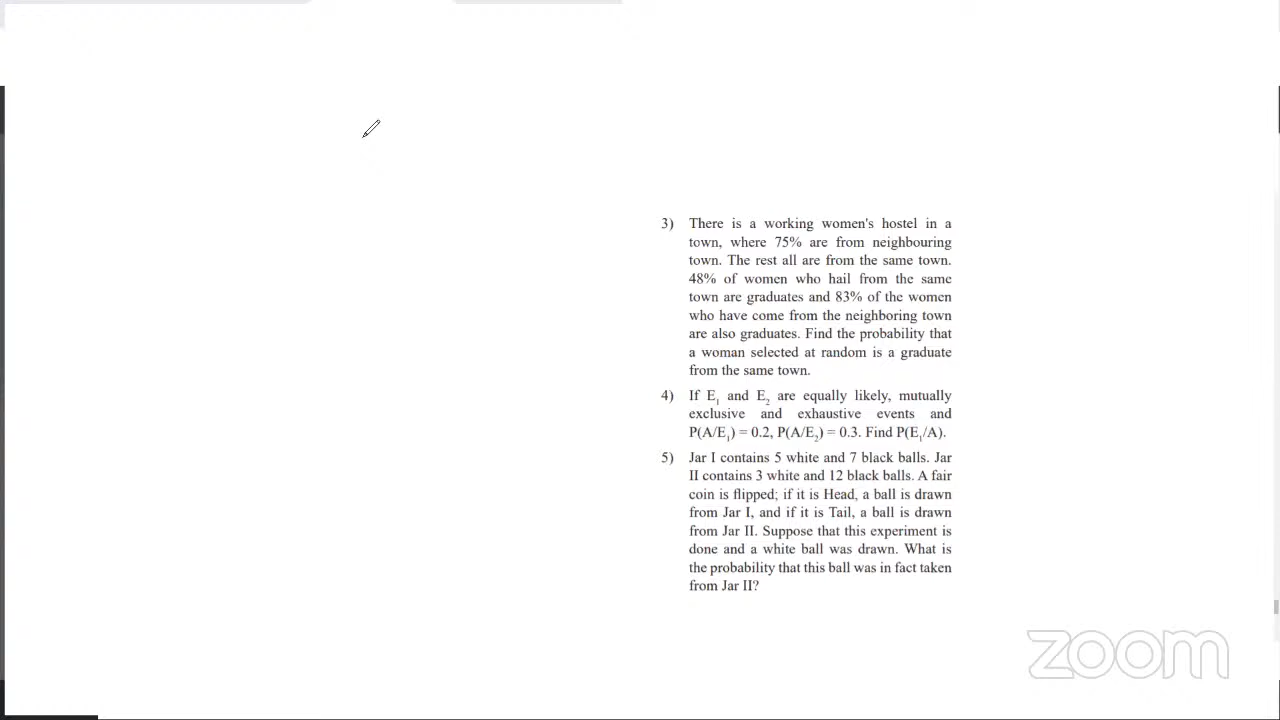 3) There is a working women's hostel in a
town, where 75% are from neighbouring
town. The rest all are from the same town.
48% of women who hail from the same
town are graduates and 83% of the women
who have come from the neighboring town
are also graduates. Find the probability that
a woman selected at random is a graduate
from the same town.
4) If E₁ and E₂ are equally likely, mutually
exclusive and exhaustive events and
P(A/E₁) = 0.2, P(A/E₂) = 0.3. Find P(E₁/A).
5) Jar I contains 5 white and 7 black balls. Jar
II contains 3 white and 12 black balls. A fair
coin is flipped; if it is Head, a ball is drawn
from Jar I, and if it is Tail, a ball is drawn
from Jar II. Suppose that this experiment is
done and a white ball was drawn. What is
the probability that this ball was in fact taken
from Jar II?
zoom